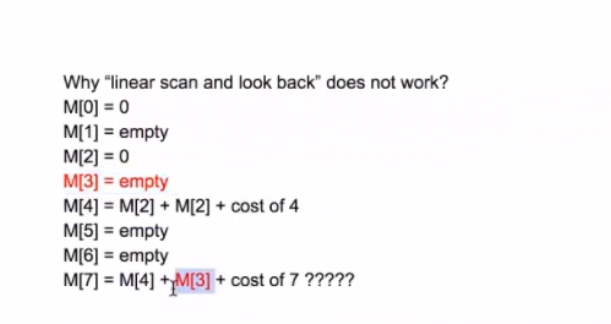 Why “linear scan and look back” does not work?
M[0] = 0
M[1] = empty
M[2] = 0
M[3] = empty
M[4] = M[2] + M[2] + cost of 4
M[5] = empty
M[6] = empty
M[7] = M[4] + M[3] + cost of 7 ?????